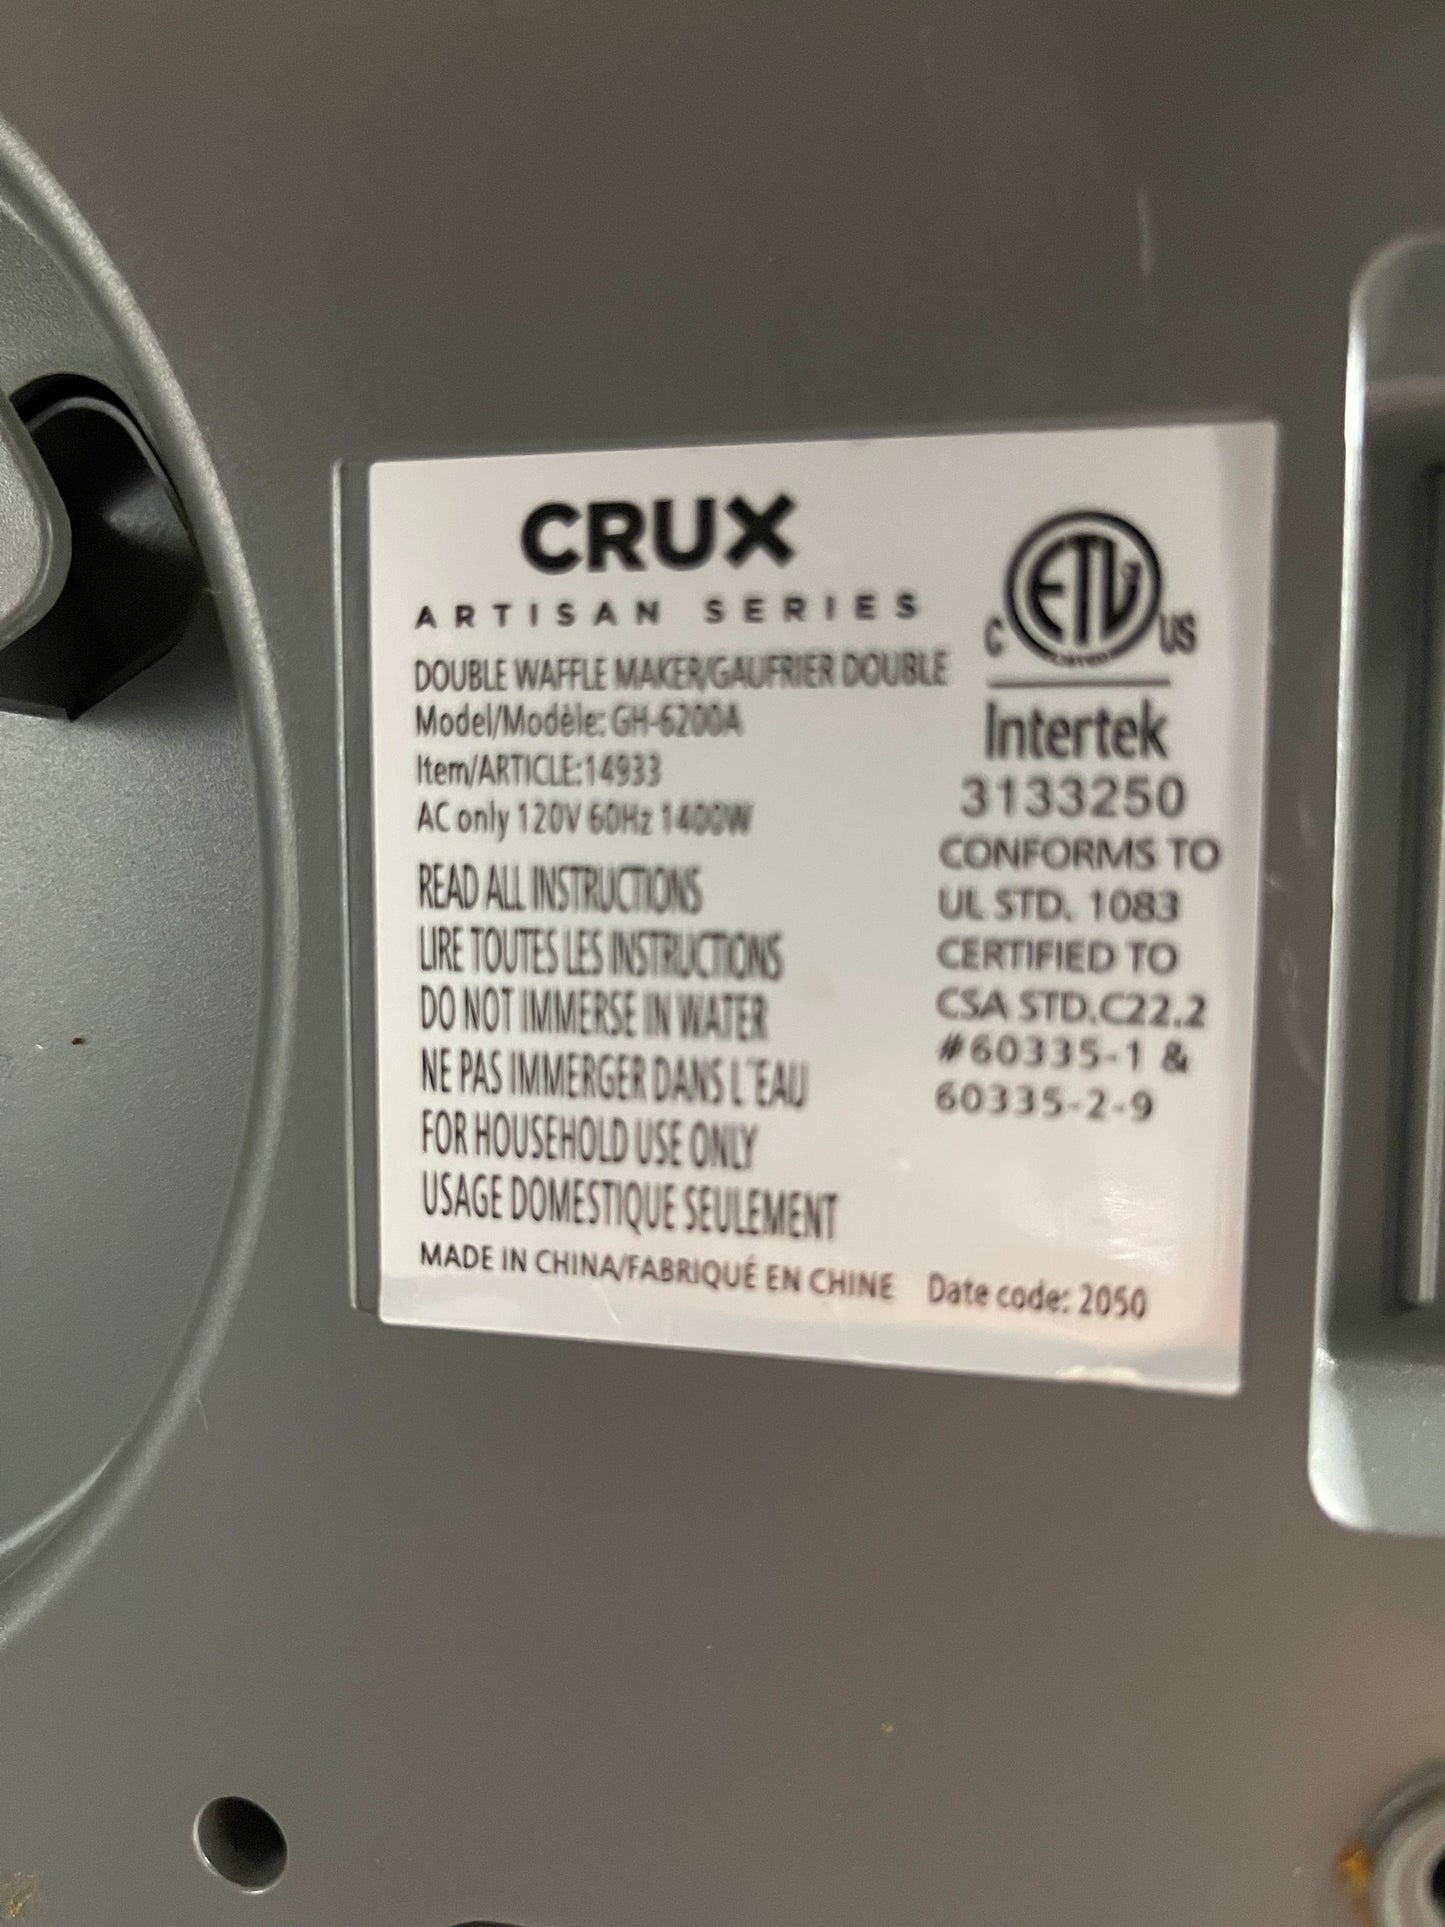 CRUX
ARTISAN SERIES
DOUBLE WAFFLE MAKER/GAUFRIER DOUBLE
Model/Modèle: GH-6200A
Item/ARTICLE:14933
AC only 120V 60Hz 1400W
READ ALL INSTRUCTIONS
LIRE TOUTES LES INSTRUCTIONS
DO NOT IMMERSE IN WATER
NE PAS IMMERGER DANS L'EAU
FOR HOUSEHOLD USE ONLY
USAGE DOMESTIQUE SEULEMENT
MADE IN CHINA/FABRIQUÉ EN CHINE Date code: 2050
ETL CM
LISTED
C US
Intertek
3133250
CONFORMS TO
UL STD. 1083
CERTIFIED TO
CSA STD.C22.2
#60335-1 &
60335-2-9